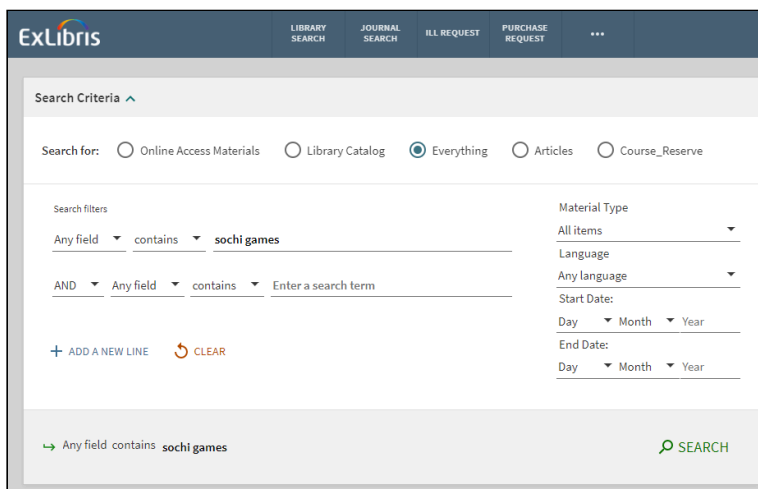 ExLibris
LIBRARY SEARCH
JOURNAL SEARCH
ILL REQUEST
PURCHASE REQUEST
...
Search Criteria
Search for: Online Access Materials Library Catalog Everything Articles Course_Reserve
Search filters
Any field contains sochi games
AND Any field contains Enter a search term
+ ADD A NEW LINE CLEAR
Material Type
All items
Language
Any language
Start Date:
Day Month Year
End Date:
Day Month Year
Any field contains sochi games
SEARCH